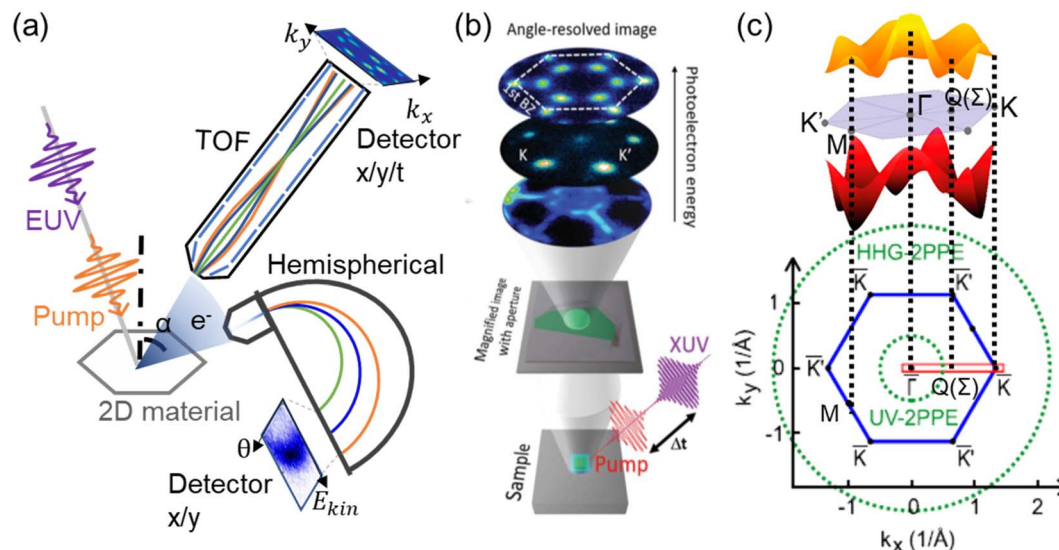 (a)
k_y
k_x
TOF
Detector
x/y/t
EUV
Pump
α
e⁻
Hemispherical
2D material
θ
E_kin
Detector
x/y
(b)
Angle-resolved image
1st BZ
K
K'
Photoelectron energy
Magnified image
with aperture
XUV
Pump
Δt
Sample
(c)
K'
M
Γ
Q(Σ)
K
HHG-2PPE
K̅
K̅'
K̅'
Γ̅
Q(Σ)
K̅
M
UV-2PPE
K̅
K̅'
k_y (1/Å)
1
0
-1
-1
0
1
2
k_x (1/Å)